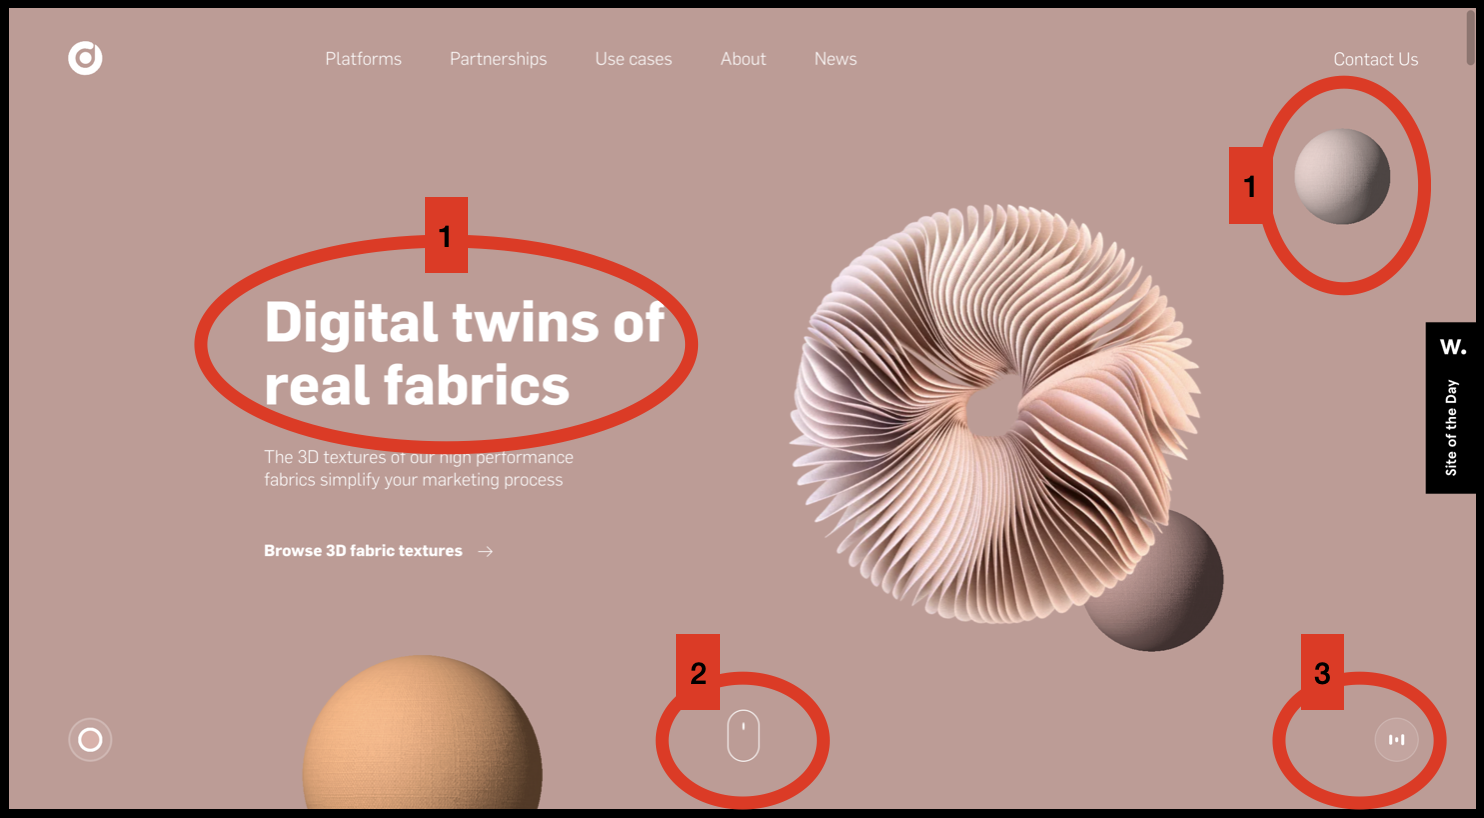 Platforms
Partnerships
Use cases
About
News
Contact Us
1
1
Digital twins of
real fabrics
W.
Site of the Day
The 3D textures of our high performance
fabrics simplify your marketing process
Browse 3D fabric textures →
2
3